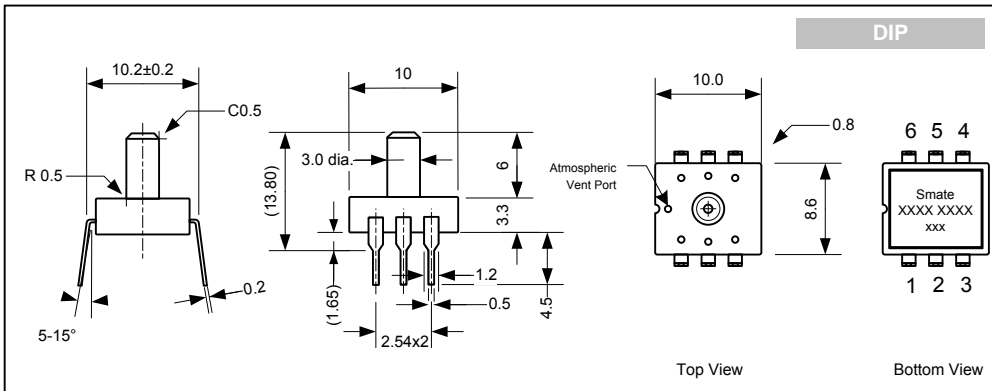 DIP
10.2±0.2
C0.5
R 0.5
5-15°
0.2
10
3.0 dia.
(13.80)
6
3.3
(1.65)
1.2
0.5
4.5
2.54x2
10.0
0.8
Atmospheric
Vent Port
8.6
Top View
6 5 4
Smate
XXXX XXXX
xxx
1 2 3
Bottom View